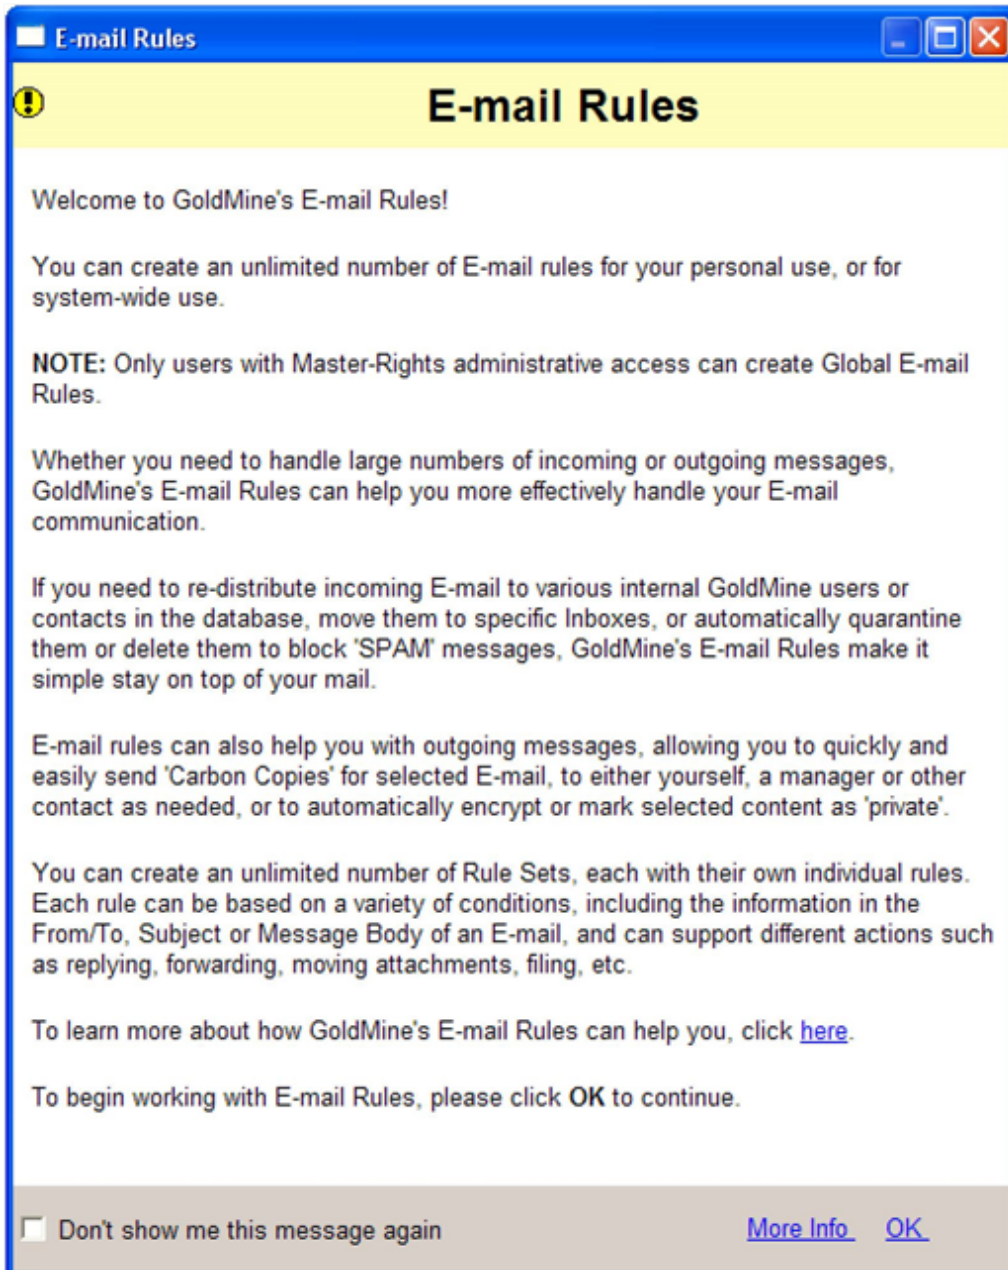 E-mail Rules
E-mail Rules
Welcome to GoldMine's E-mail Rules!
You can create an unlimited number of E-mail rules for your personal use, or for
system-wide use.
NOTE: Only users with Master-Rights administrative access can create Global E-mail
Rules.
Whether you need to handle large numbers of incoming or outgoing messages,
GoldMine's E-mail Rules can help you more effectively handle your E-mail
communication.
If you need to re-distribute incoming E-mail to various internal GoldMine users or
contacts in the database, move them to specific Inboxes, or automatically quarantine
them or delete them to block 'SPAM' messages, GoldMine's E-mail Rules make it
simple stay on top of your mail.
E-mail rules can also help you with outgoing messages, allowing you to quickly and
easily send 'Carbon Copies' for selected E-mail, to either yourself, a manager or other
contact as needed, or to automatically encrypt or mark selected content as 'private'.
You can create an unlimited number of Rule Sets, each with their own individual rules.
Each rule can be based on a variety of conditions, including the information in the
From/To, Subject or Message Body of an E-mail, and can support different actions such
as replying, forwarding, moving attachments, filing, etc.
To learn more about how GoldMine's E-mail Rules can help you, click here.
To begin working with E-mail Rules, please click OK to continue.
Don't show me this message again
More Info OK